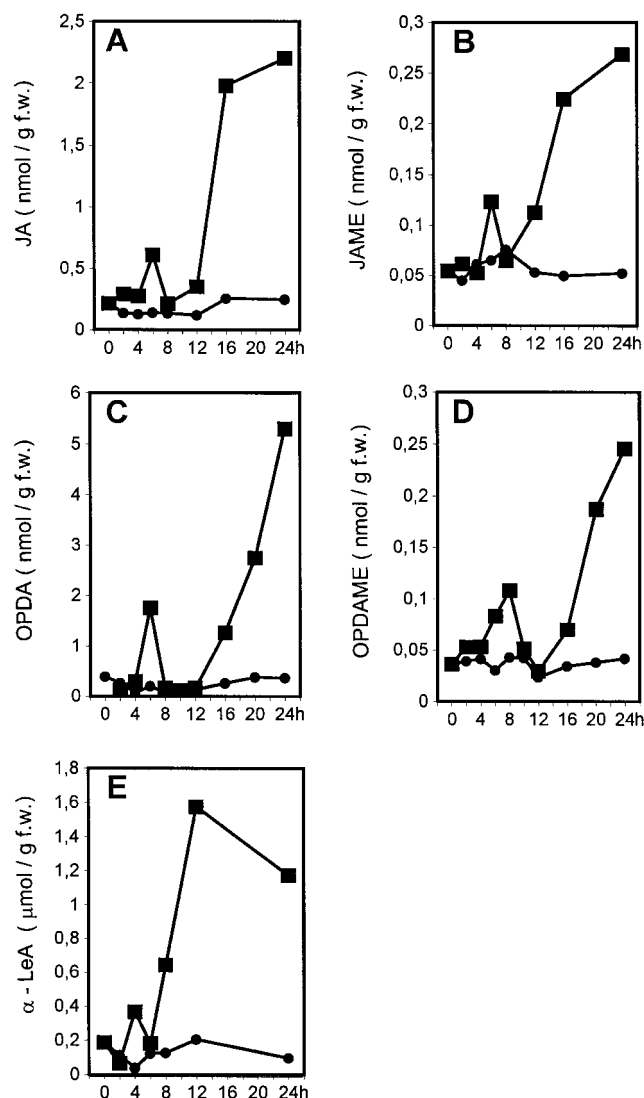 A
JA ( nmol / g f.w. )
2,5
2
1,5
1
0,5
0
0 4 8 12 16 20 24h
B
JAME ( nmol / g f.w. )
0,3
0,25
0,2
0,15
0,1
0,05
0
0 4 8 12 16 20 24h
C
OPDA ( nmol / g f.w. )
6
5
4
3
2
1
0
0 4 8 12 16 20 24h
D
OPDAME ( nmol / g f.w. )
0,3
0,25
0,2
0,15
0,1
0,05
0
0 4 8 12 16 20 24h
E
α - LeA ( μmol / g f.w. )
1,8
1,6
1,4
1,2
1
0,8
0,6
0,4
0,2
0
0 4 8 12 16 20 24h